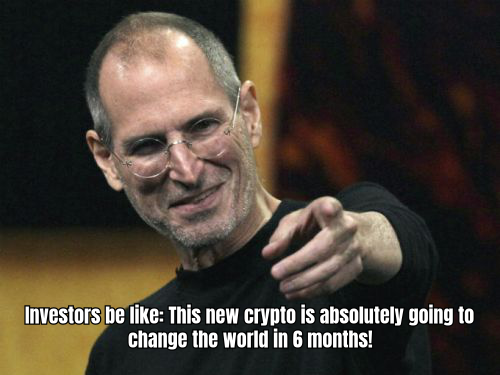 Investors be like: This new crypto is absolutely going to
change the world in 6 months!